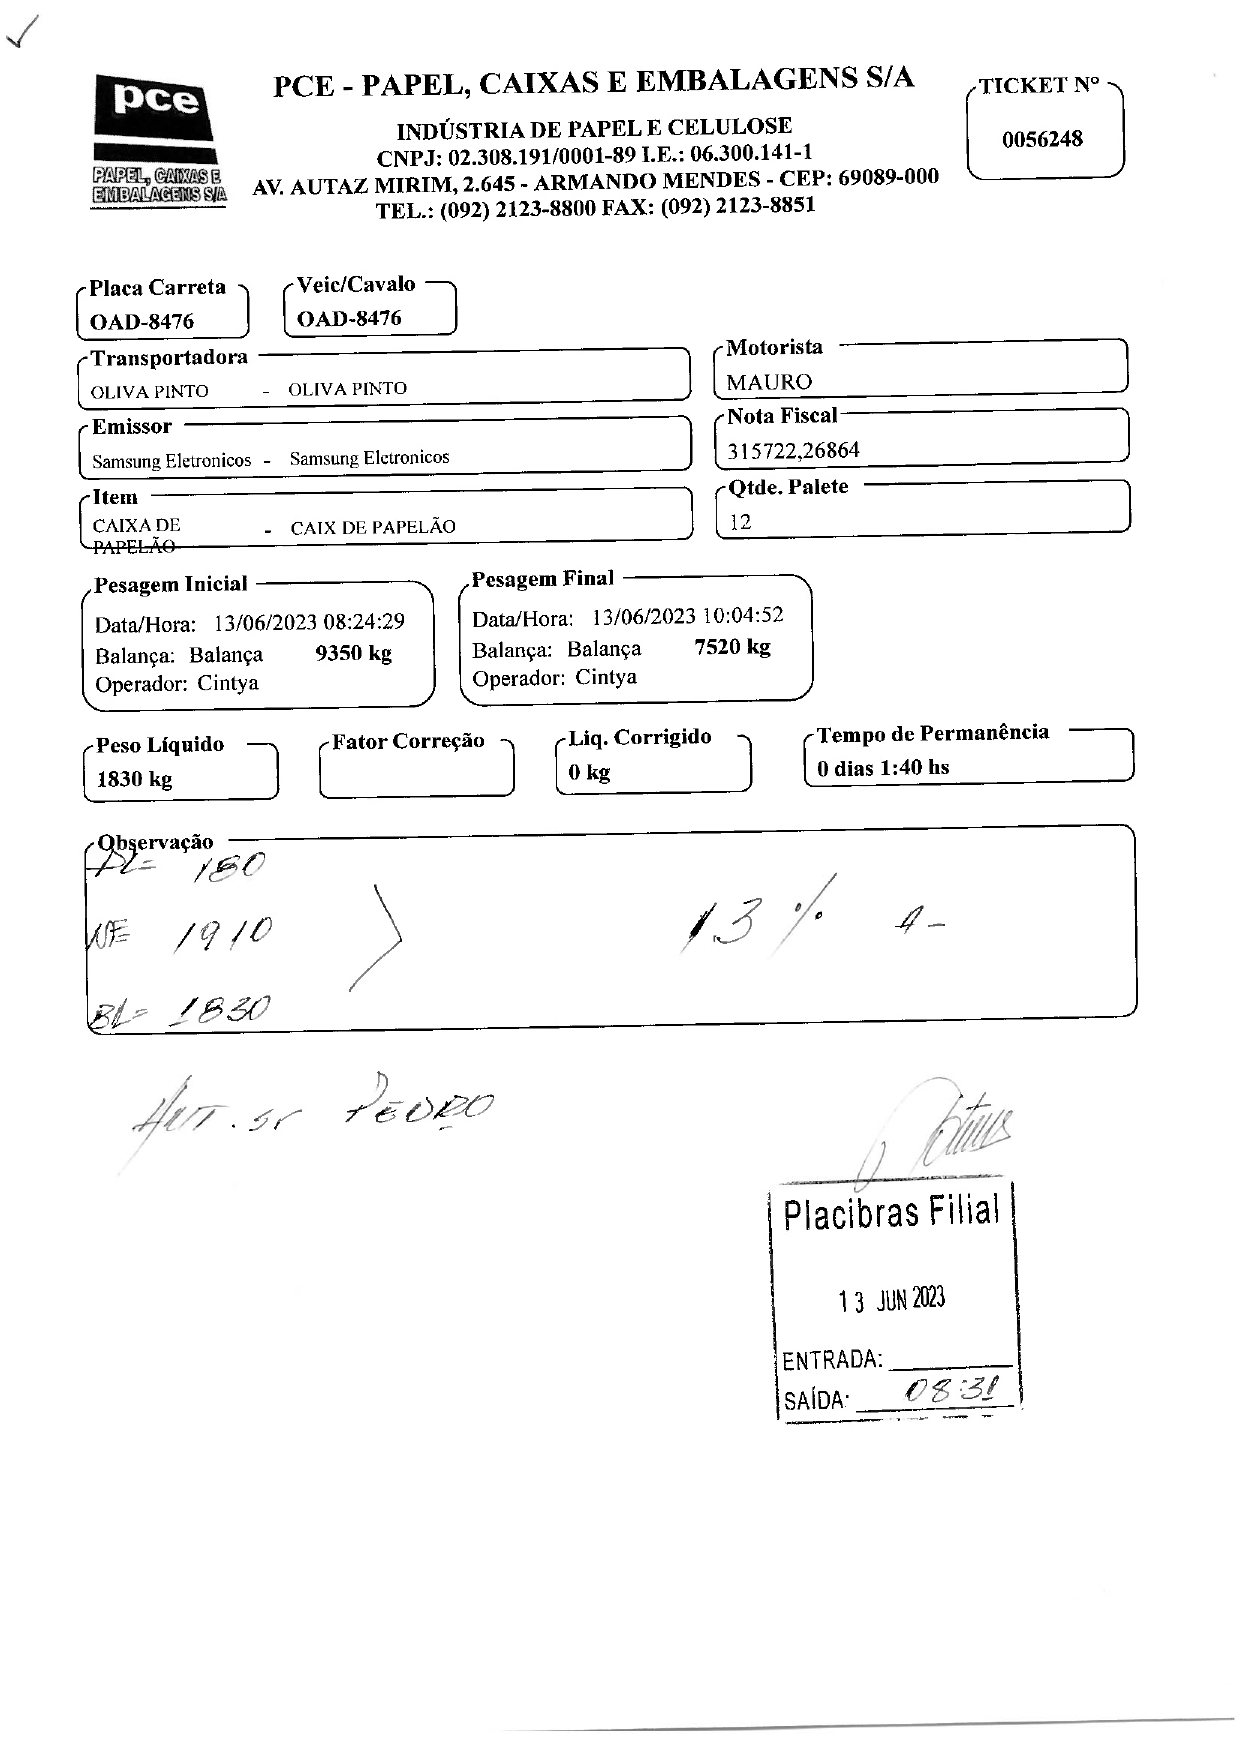 pce
PAPEL, CAIXAS E
EMBALAGENS S/A
PCE - PAPEL, CAIXAS E EMBALAGENS S/A
INDÚSTRIA DE PAPEL E CELULOSE
CNPJ: 02.308.191/0001-89 I.E.: 06.300.141-1
AV. AUTAZ MIRIM, 2.645 - ARMANDO MENDES - CEP: 69089-000
TEL.: (092) 2123-8800 FAX: (092) 2123-8851
TICKET Nº
0056248
Placa Carreta
OAD-8476
Veic/Cavalo
OAD-8476
Transportadora
OLIVA PINTO - OLIVA PINTO
Motorista
MAURO
Emissor
Samsung Eletronicos - Samsung Eletronicos
Nota Fiscal
315722,26864
Item
CAIXA DE
PAPELÃO - CAIX DE PAPELÃO
Qtde. Palete
12
Pesagem Inicial
Data/Hora: 13/06/2023 08:24:29
Balança: Balança 9350 kg
Operador: Cintya
Pesagem Final
Data/Hora: 13/06/2023 10:04:52
Balança: Balança 7520 kg
Operador: Cintya
Peso Líquido
1830 kg
Fator Correção
Liq. Corrigido
0 kg
Tempo de Permanência
0 dias 1:40 hs
Observação
PL= 180
NF= 1910
BL= 1830
13 %
AUT. Sr PEDRO
Placibras Filial
13 JUN 2023
ENTRADA:
SAÍDA: 08:31